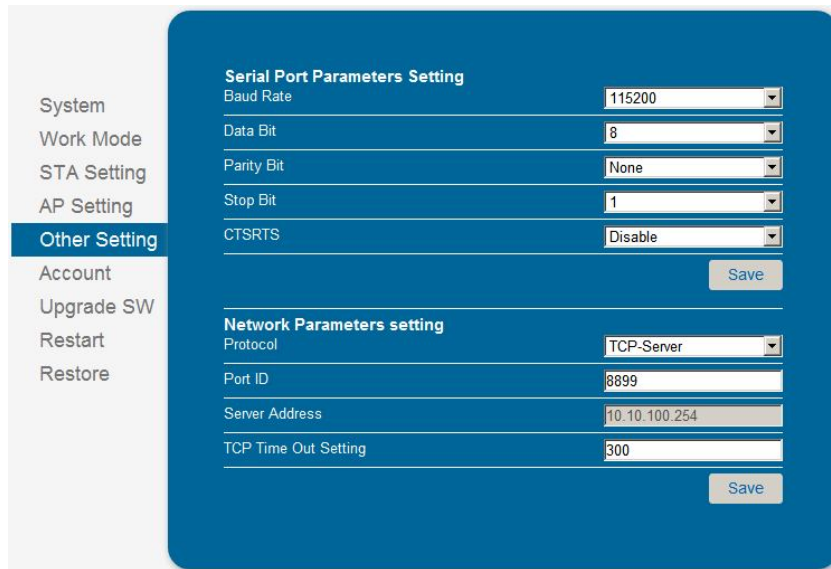 System
Work Mode
STA Setting
AP Setting
Other Setting
Account
Upgrade SW
Restart
Restore
Serial Port Parameters Setting
Baud Rate 115200
Data Bit 8
Parity Bit None
Stop Bit 1
CTSRTS Disable
Save
Network Parameters setting
Protocol TCP-Server
Port ID 8899
Server Address 10.10.100.254
TCP Time Out Setting 300
Save